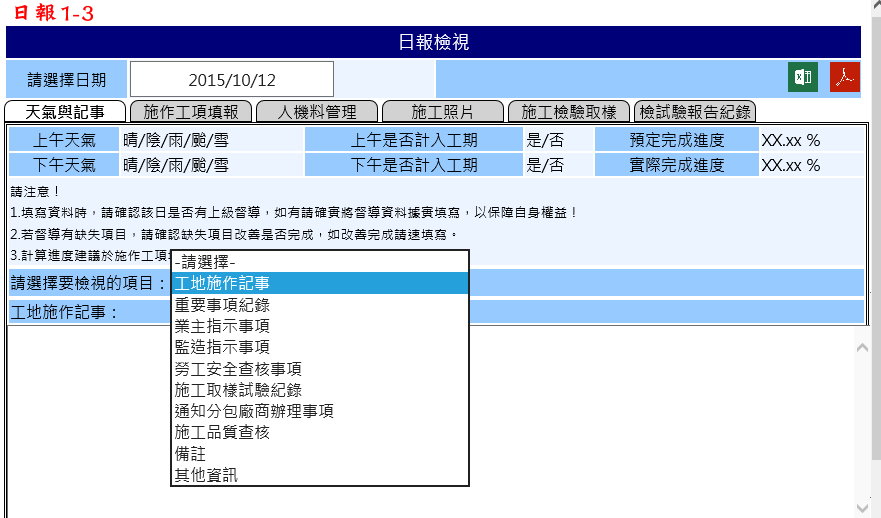 日報1-3
日報檢視
請選擇日期 2015/10/12
天氣與記事 施作工項填報 人機料管理 施工照片 施工檢驗取樣 檢試驗報告紀錄
上午天氣 晴/陰/雨/颱/雪 上午是否計入工期 是/否 預定完成進度 XX.xx %
下午天氣 晴/陰/雨/颱/雪 下午是否計入工期 是/否 實際完成進度 XX.xx %
請注意！
1.填寫資料時，請確認該日是否有上級督導，如有請確實將督導資料據實填寫，以保障自身權益！
2.若督導有缺失項目，請確認缺失項目改善是否完成，如改善完成請速填寫。
3.計算進度建議於施作工項
請選擇要檢視的項目：
工地施作記事：
-請選擇-
工地施作記事
重要事項紀錄
業主指示事項
監造指示事項
勞工安全查核事項
施工取樣試驗紀錄
通知分包廠商辦理事項
施工品質查核
備註
其他資訊